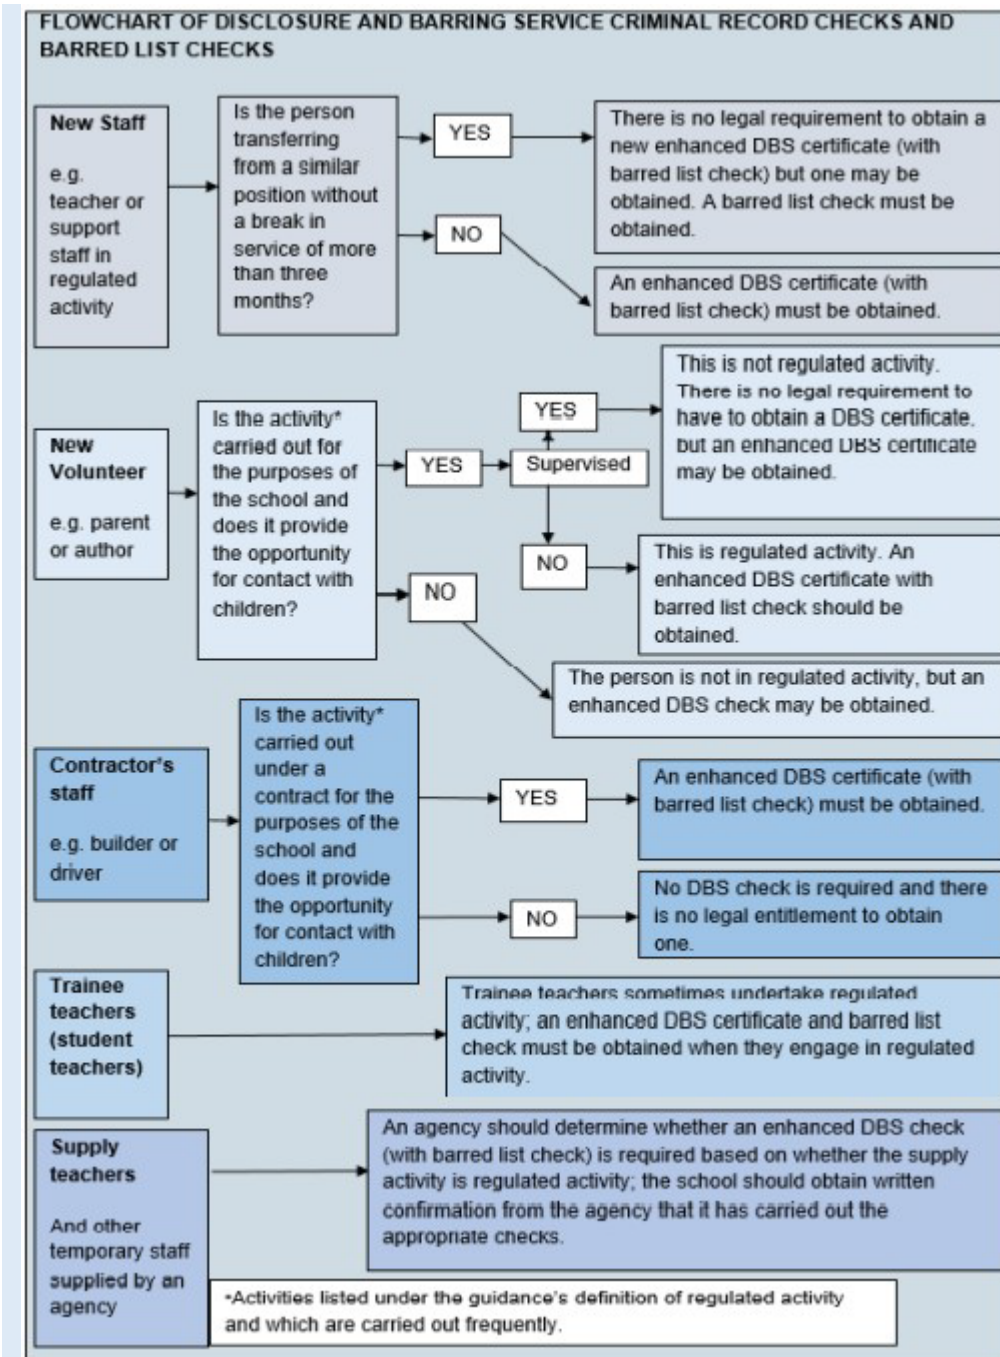 FLOWCHART OF DISCLOSURE AND BARRING SERVICE CRIMINAL RECORD CHECKS AND
BARRED LIST CHECKS
New Staff
e.g.
teacher or
support
staff in
regulated
activity
Is the person
transferring
from a similar
position without
a break in
service of more
than three
months?
YES
NO
There is no legal requirement to obtain a
new enhanced DBS certificate (with
barred list check) but one may be
obtained. A barred list check must be
obtained.
An enhanced DBS certificate (with
barred list check) must be obtained.
New
Volunteer
e.g. parent
or author
Is the activity*
carried out for
the purposes of
the school and
does it provide
the opportunity
for contact with
children?
YES
Supervised
YES
NO
NO
This is not regulated activity.
There is no legal requirement to
have to obtain a DBS certificate,
but an enhanced DBS certificate
may be obtained.
This is regulated activity. An
enhanced DBS certificate with
barred list check should be
obtained.
The person is not in regulated activity, but an
enhanced DBS check may be obtained.
Contractor's
staff
e.g. builder or
driver
Is the activity*
carried out
under a
contract for the
purposes of the
school and
does it provide
the opportunity
for contact with
children?
YES
NO
An enhanced DBS certificate (with
barred list check) must be obtained.
No DBS check is required and there
is no legal entitlement to obtain
one.
Trainee
teachers
(student
teachers)
Trainee teachers sometimes undertake regulated
activity; an enhanced DBS certificate and barred list
check must be obtained when they engage in regulated
activity.
Supply
teachers
And other
temporary staff
supplied by an
agency
An agency should determine whether an enhanced DBS check
(with barred list check) is required based on whether the supply
activity is regulated activity; the school should obtain written
confirmation from the agency that it has carried out the
appropriate checks.
*Activities listed under the guidance's definition of regulated activity
and which are carried out frequently.